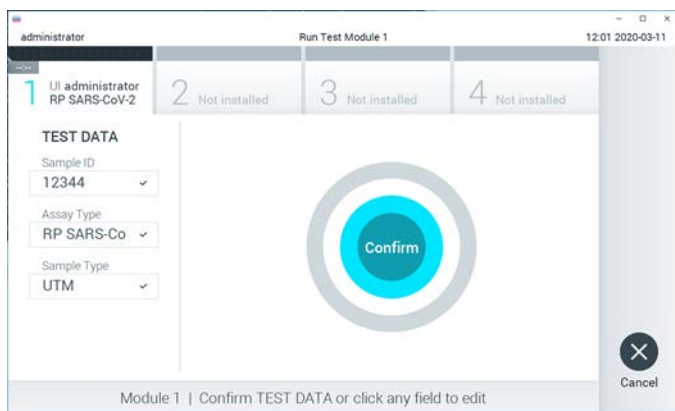 administrator Run Test Module 1 12:01 2020-03-11
1 UI administrator
RP SARS-CoV-2
2 Not installed
3 Not installed
4 Not installed
TEST DATA
Sample ID
12344
Assay Type
RP SARS-Co
Sample Type
UTM
Confirm
Cancel
Module 1 | Confirm TEST DATA or click any field to edit